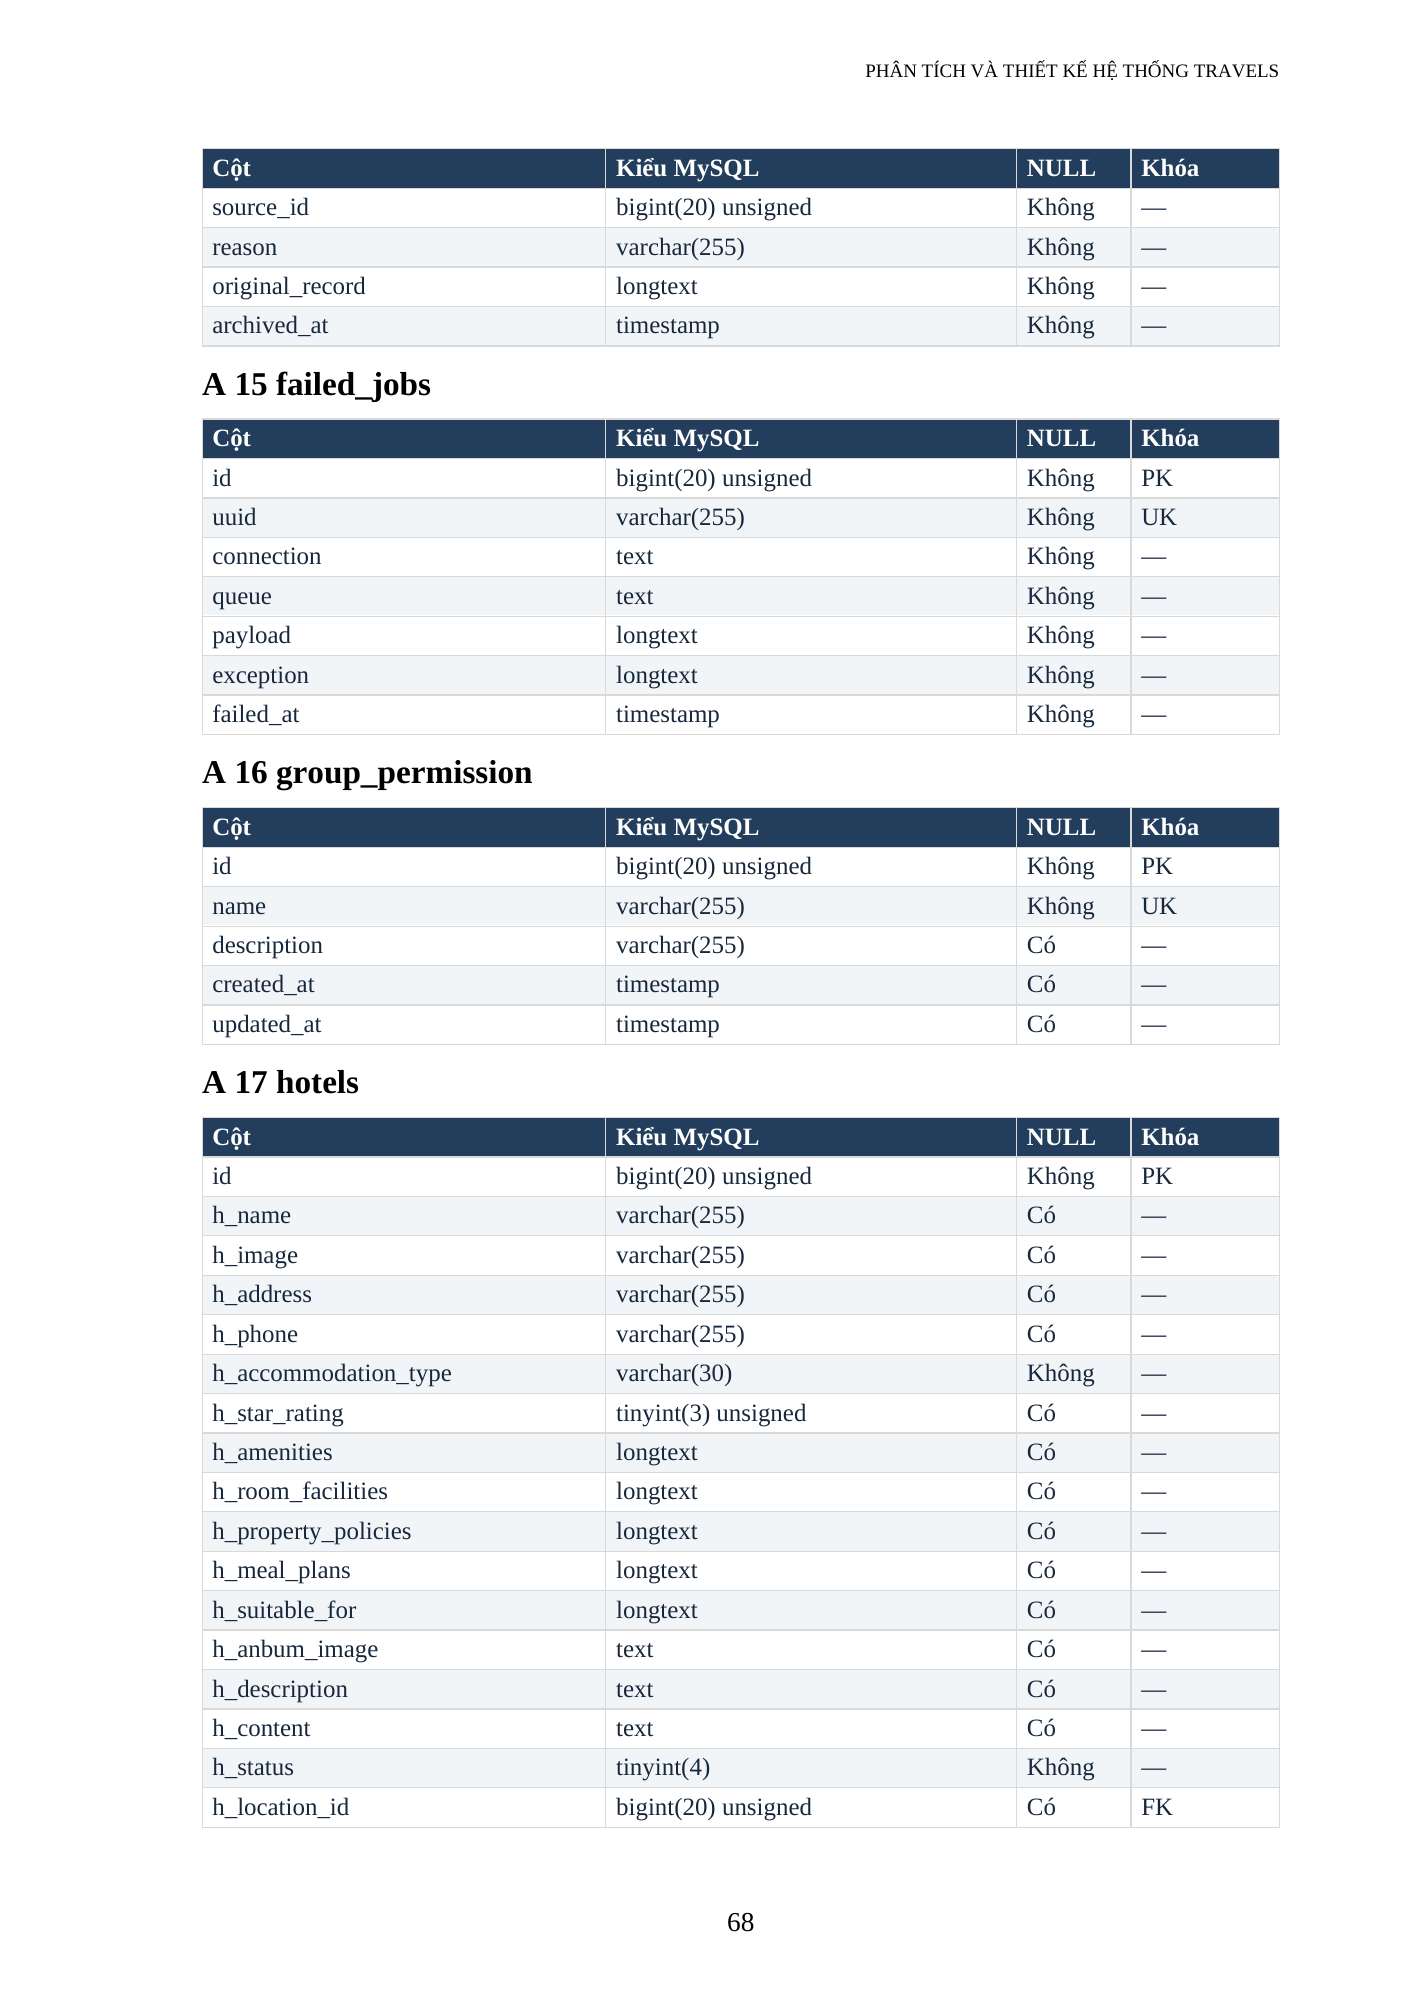 PHÂN TÍCH VÀ THIẾT KẾ HỆ THỐNG TRAVELS
Cột Kiểu MySQL NULL Khóa
source_id bigint(20) unsigned Không —
reason varchar(255) Không —
original_record longtext Không —
archived_at timestamp Không —
A 15 failed_jobs
Cột Kiểu MySQL NULL Khóa
id bigint(20) unsigned Không PK
uuid varchar(255) Không UK
connection text Không —
queue text Không —
payload longtext Không —
exception longtext Không —
failed_at timestamp Không —
A 16 group_permission
Cột Kiểu MySQL NULL Khóa
id bigint(20) unsigned Không PK
name varchar(255) Không UK
description varchar(255) Có —
created_at timestamp Có —
updated_at timestamp Có —
A 17 hotels
Cột Kiểu MySQL NULL Khóa
id bigint(20) unsigned Không PK
h_name varchar(255) Có —
h_image varchar(255) Có —
h_address varchar(255) Có —
h_phone varchar(255) Có —
h_accommodation_type varchar(30) Không —
h_star_rating tinyint(3) unsigned Có —
h_amenities longtext Có —
h_room_facilities longtext Có —
h_property_policies longtext Có —
h_meal_plans longtext Có —
h_suitable_for longtext Có —
h_anbum_image text Có —
h_description text Có —
h_content text Có —
h_status tinyint(4) Không —
h_location_id bigint(20) unsigned Có FK
68